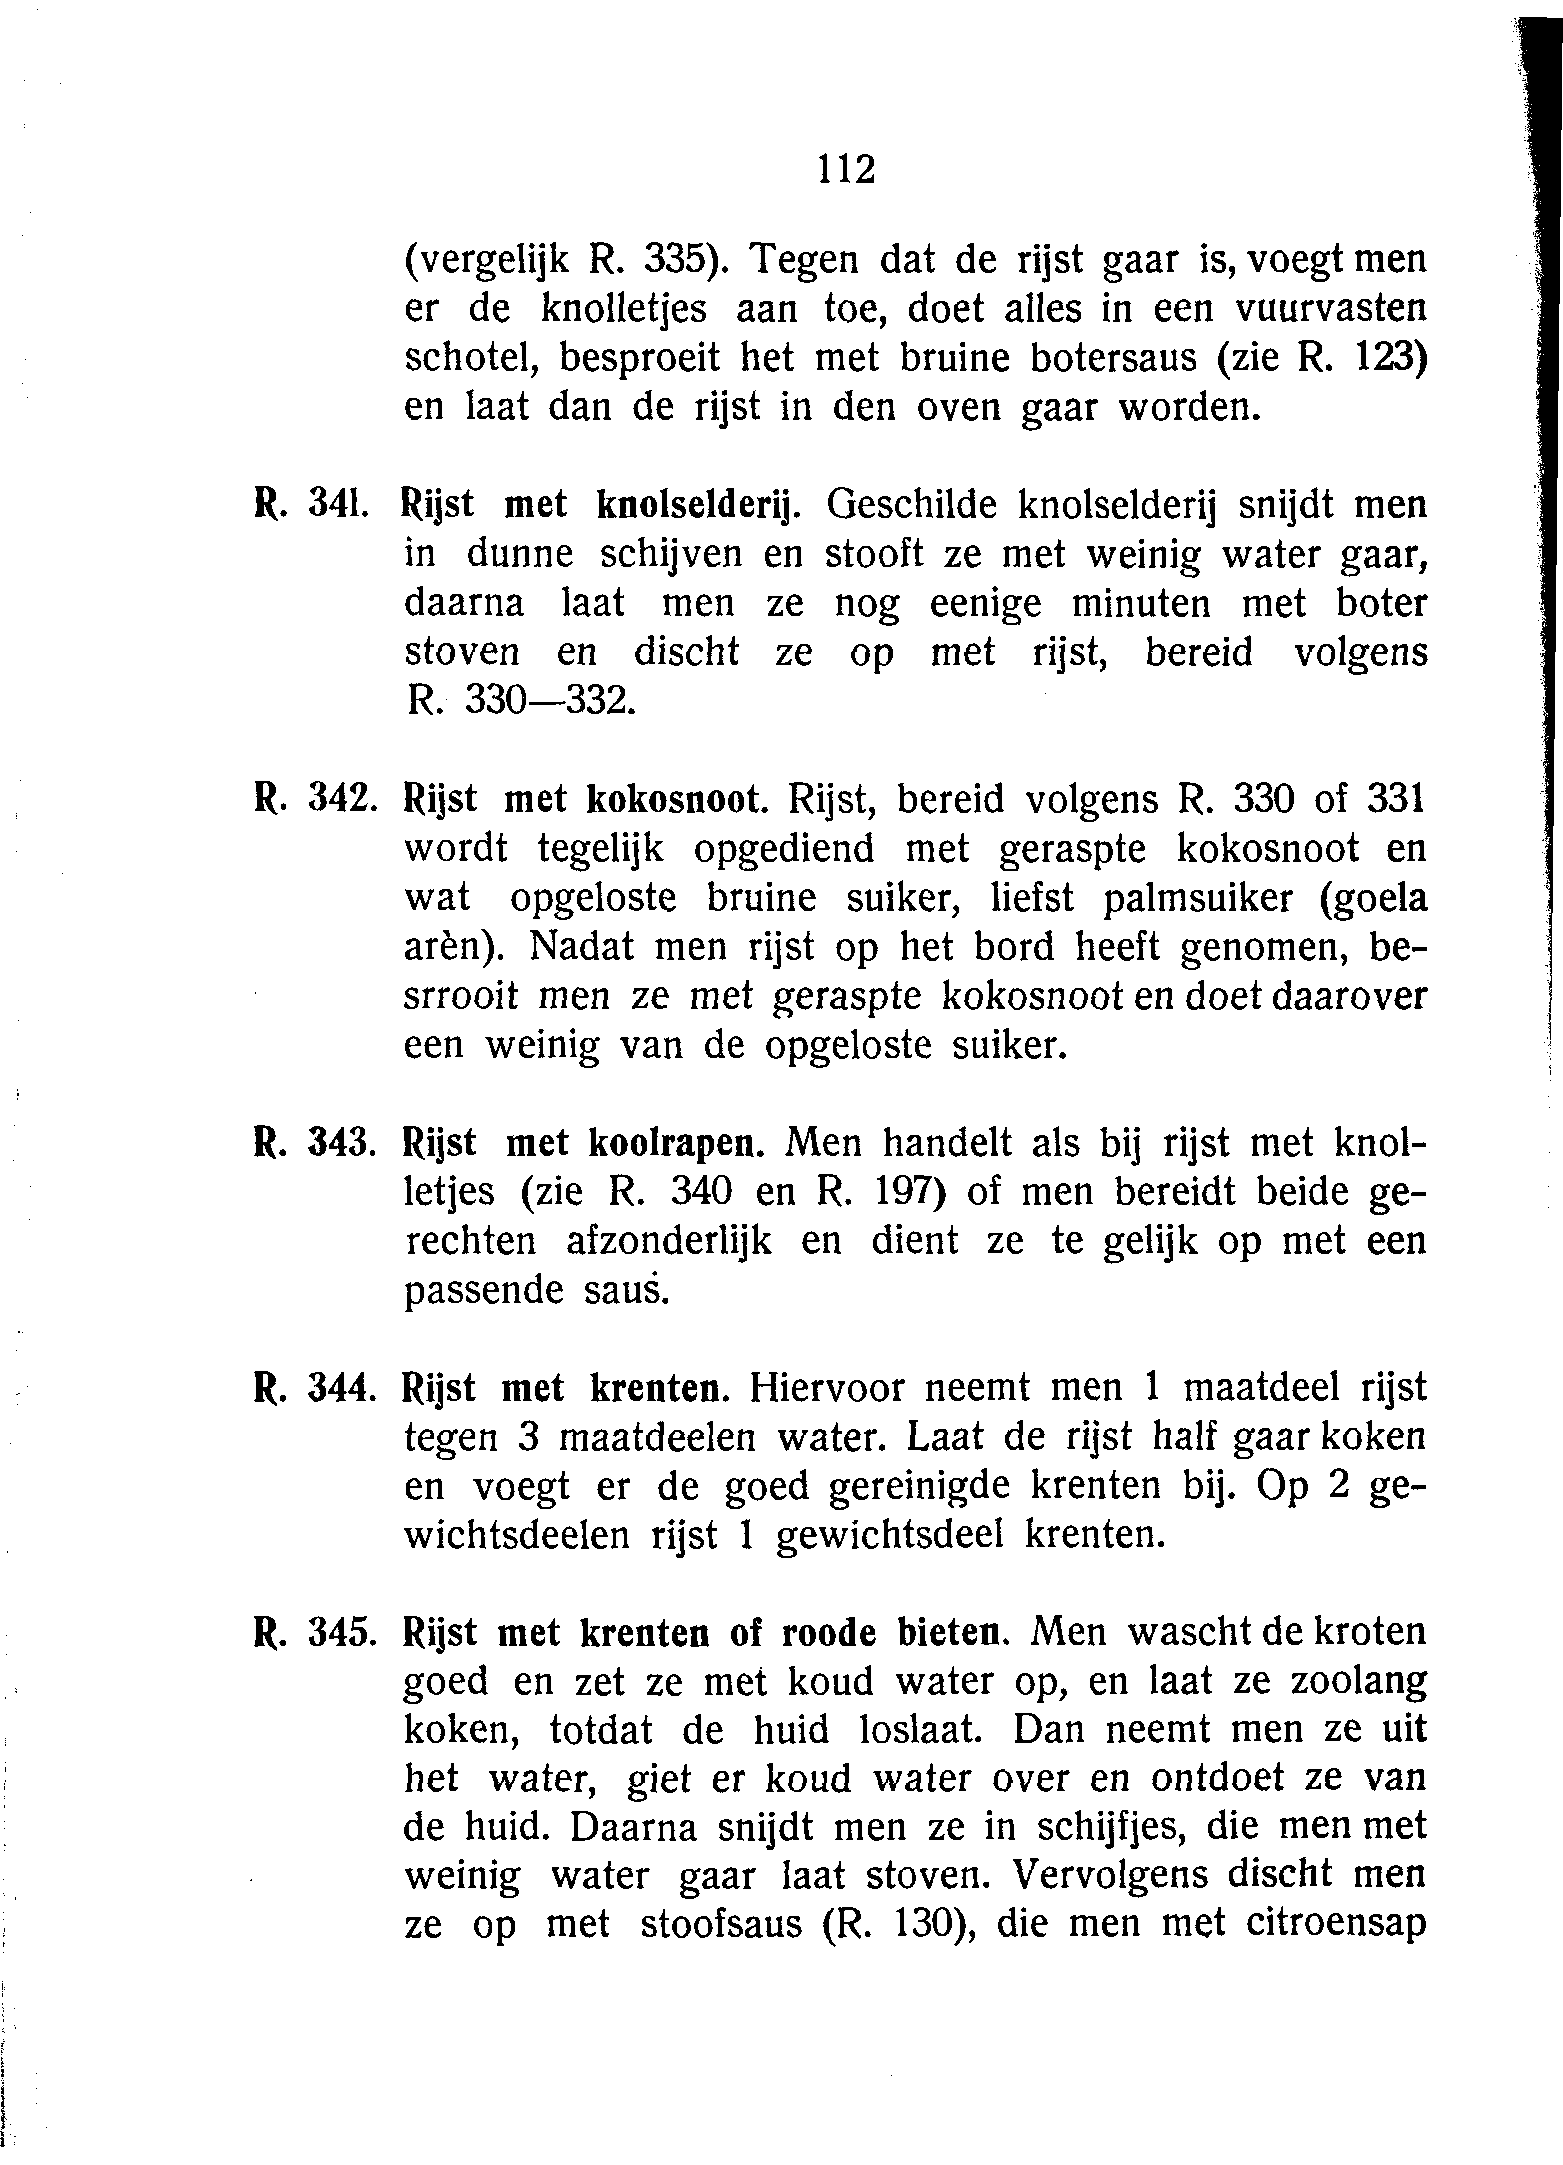 112
(vergelijk R. 335). Tegen dat de rijst gaar is, voegt men
er de knolletjes aan toe, doet alles in een vuurvasten
schotel, besproeit het met bruine botersaus (zie R. 123)
en laat dan de rijst in den oven gaar worden.
R. 341. Rijst met knolselderij. Geschilde knolselderij snijdt men
in dunne schijven en stooft ze met weinig water gaar,
daarna laat men ze nog eenige minuten met boter
stoven en discht ze op met rijst, bereid volgens
R. 330—332.
R. 342. Rijst met kokosnoot. Rijst, bereid volgens R. 330 of 331
wordt tegelijk opgediend met geraspte kokosnoot en
wat opgeloste bruine suiker, liefst palmsuiker (goela
arèn). Nadat men rijst op het bord heeft genomen, be-
srrooit men ze met geraspte kokosnoot en doet daarover
een weinig van de opgeloste suiker.
R. 343. Rijst met koolrapen. Men handelt als bij rijst met knol-
letjes (zie R. 340 en R. 197) of men bereidt beide ge-
rechten afzonderlijk en dient ze te gelijk op met een
passende saus.
R. 344. Rijst met krenten. Hiervoor neemt men 1 maatdeel rijst
tegen 3 maatdeelen water. Laat de rijst half gaar koken
en voegt er de goed gereinigde krenten bij. Op 2 ge-
wichtsdeelen rijst 1 gewichtsdeel krenten.
R. 345. Rijst met krenten of roode bieten. Men wascht de kroten
goed en zet ze met koud water op, en laat ze zoolang
koken, totdat de huid loslaat. Dan neemt men ze uit
het water, giet er koud water over en ontdoet ze van
de huid. Daarna snijdt men ze in schijfjes, die men met
weinig water gaar laat stoven. Vervolgens discht men
ze op met stoofsaus (R. 130), die men met citroensap